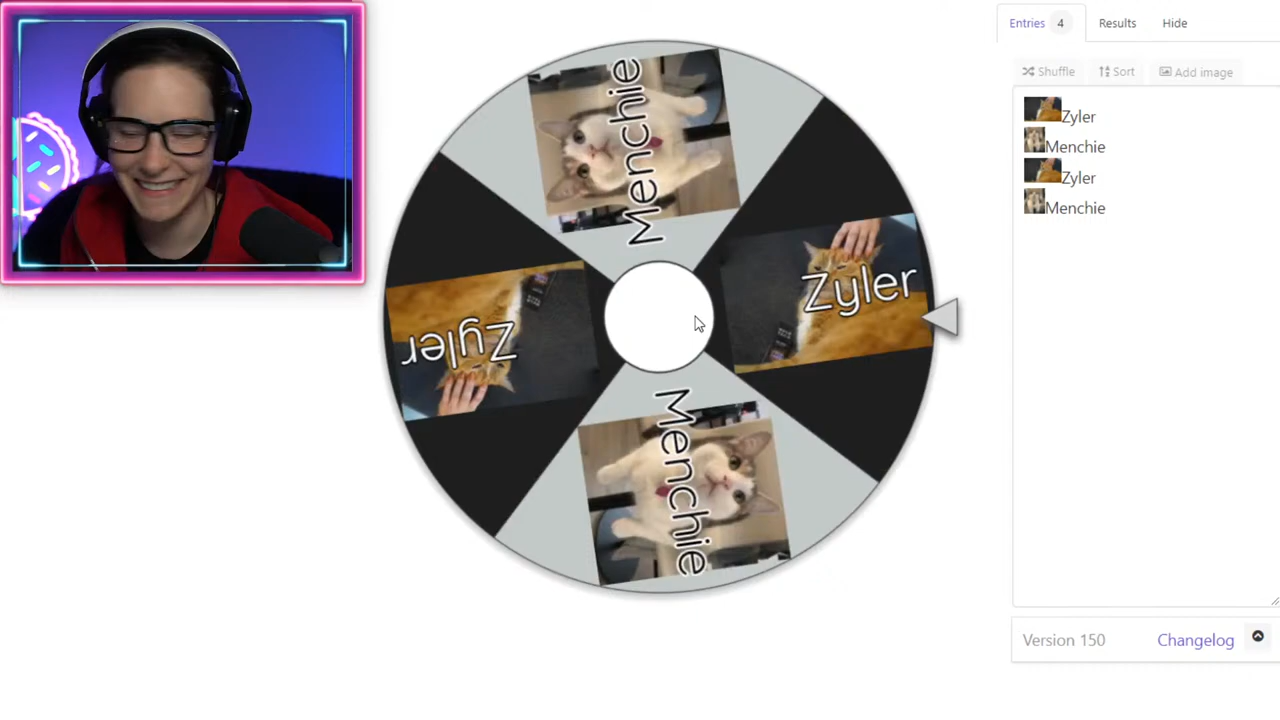 Entries 4 Results Hide
Shuffle Sort Add image
Zyler
Menchie
Zyler
Menchie
Menchie
Zyler
Zyler
Menchie
Version 150 Changelog